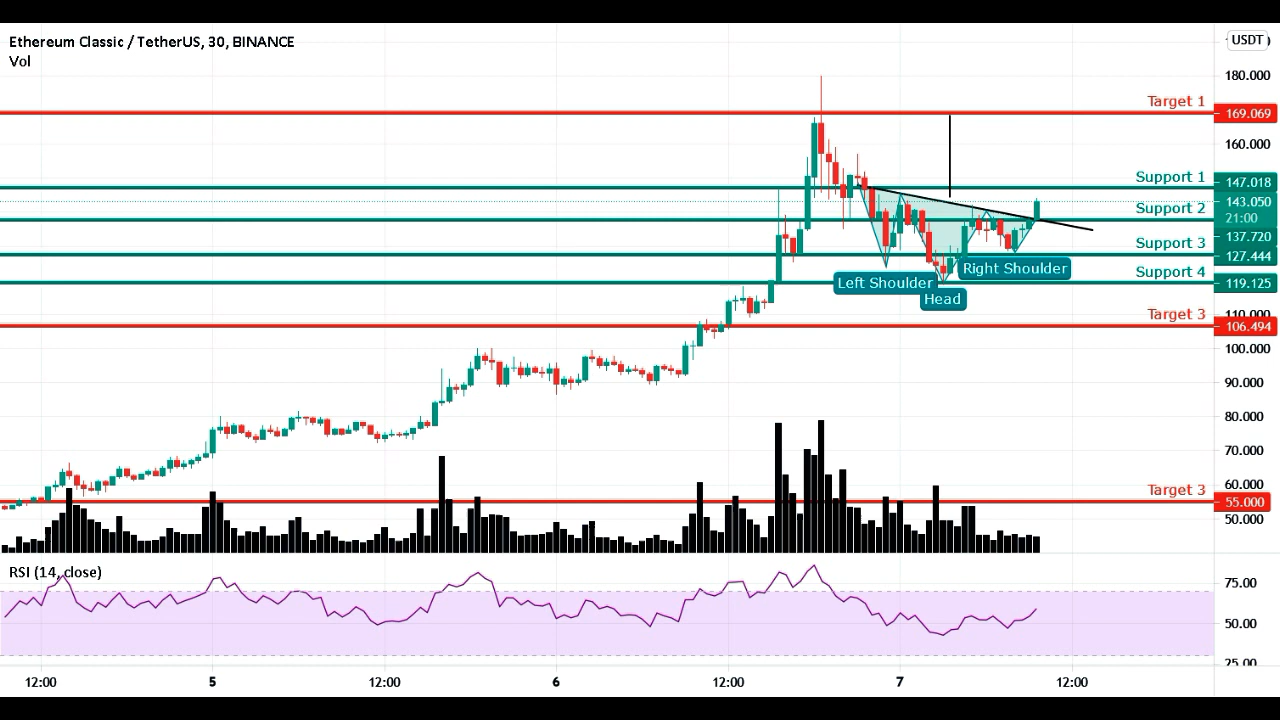 Ethereum Classic / TetherUS, 30, BINANCE
Vol
USDT
180.000
Target 1
169.069
160.000
Support 1
147.018
143.050
Support 2
21:00
137.720
Support 3
127.444
Right Shoulder
Support 4
Left Shoulder
119.125
Head
110.000
Target 3
106.494
100.000
90.000
80.000
70.000
60.000
Target 3
55.000
50.000
RSI (14, close)
75.00
50.00
25.00
12:00 5 12:00 6 12:00 7 12:00